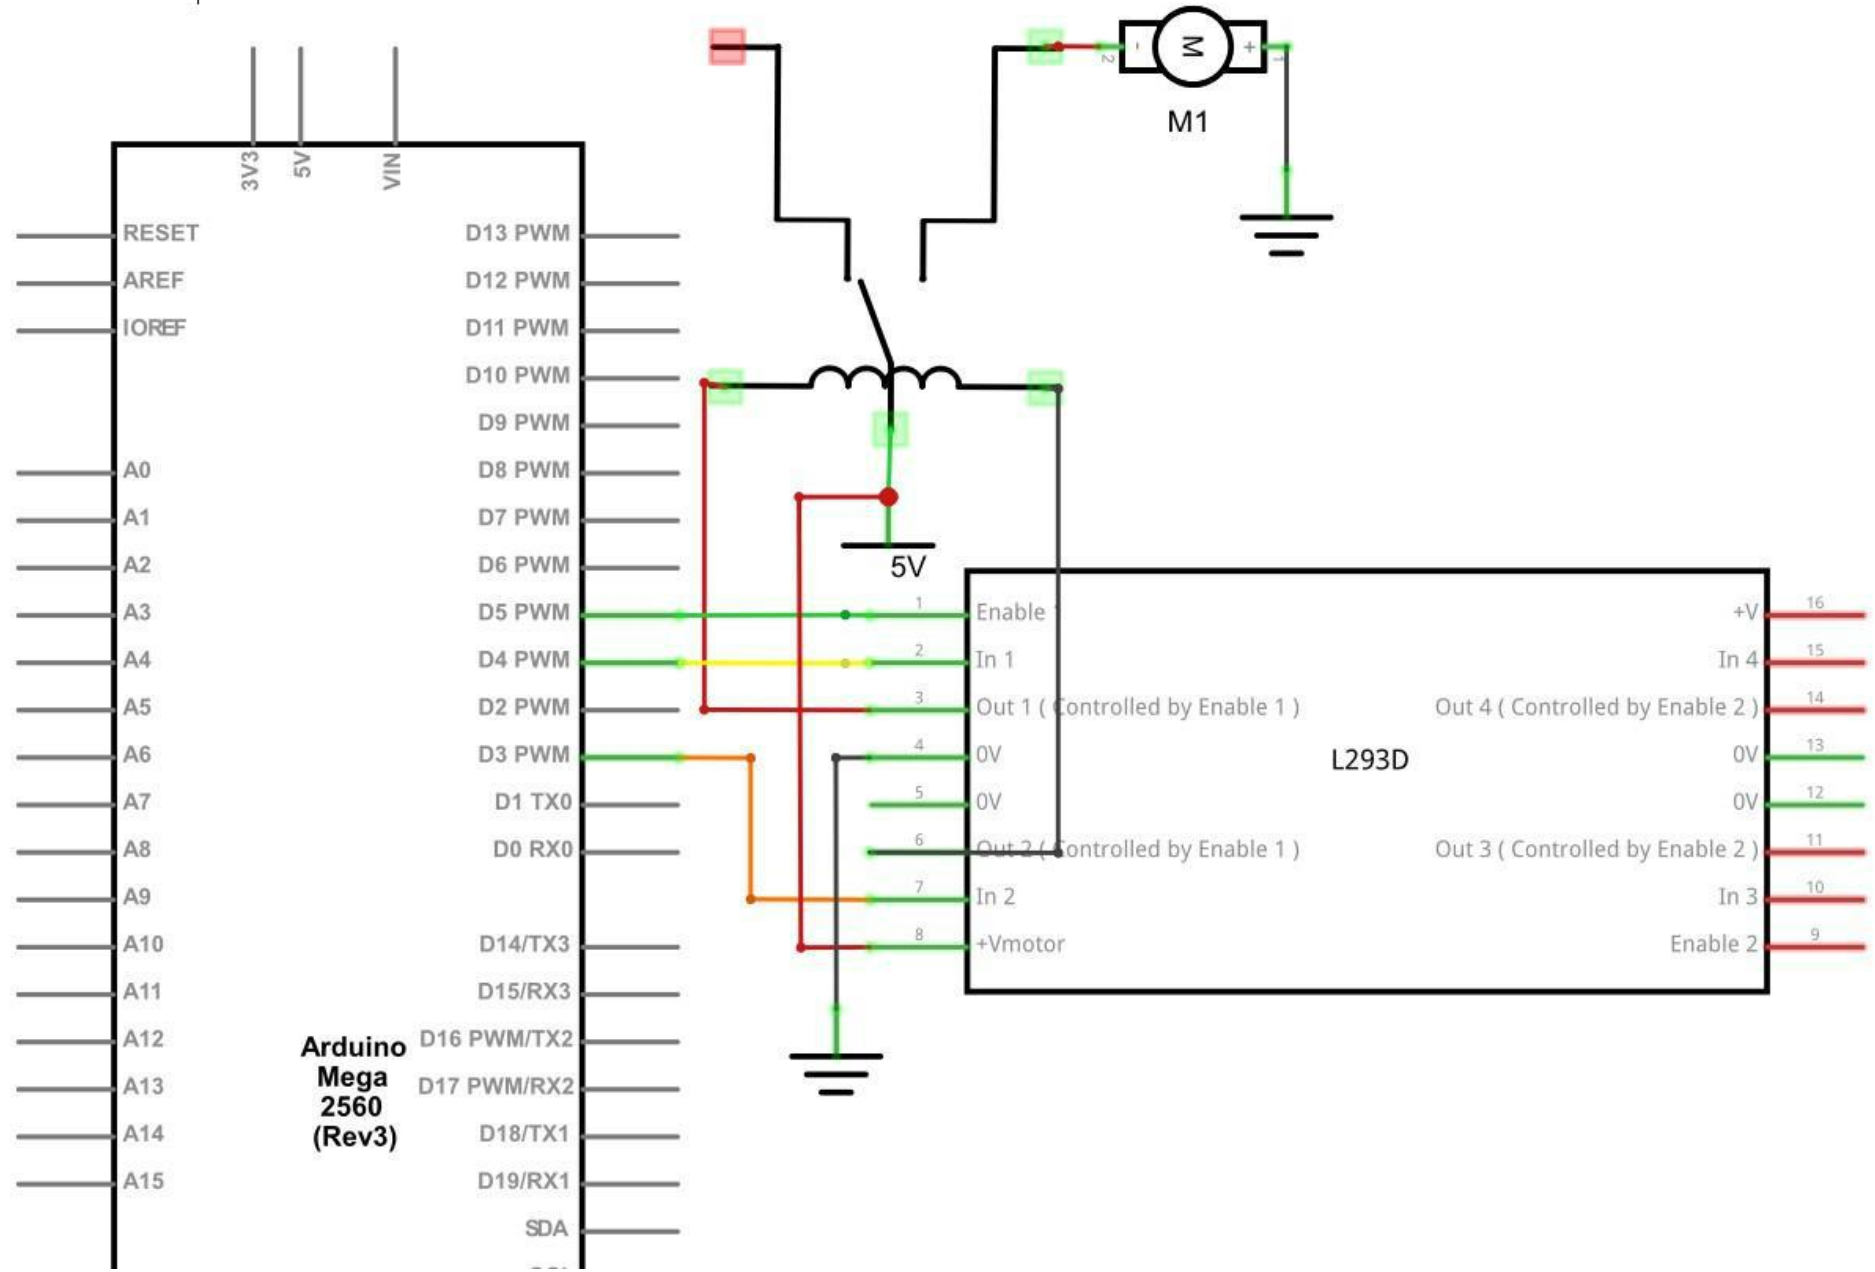 2
-
M
+
1
M1
3V3
5V
VIN
RESET
AREF
IOREF
A0
A1
A2
A3
A4
A5
A6
A7
A8
A9
A10
A11
A12
A13
A14
A15
Arduino
Mega
2560
(Rev3)
D13 PWM
D12 PWM
D11 PWM
D10 PWM
D9 PWM
D8 PWM
D7 PWM
D6 PWM
D5 PWM
D4 PWM
D2 PWM
D3 PWM
D1 TX0
D0 RX0
D14/TX3
D15/RX3
D16 PWM/TX2
D17 PWM/RX2
D18/TX1
D19/RX1
SDA
5V
1 Enable 1
2 In 1
3 Out 1 ( Controlled by Enable 1 )
4 0V
5 0V
6 Out 2 ( Controlled by Enable 1 )
7 In 2
8 +Vmotor
L293D
+V 16
In 4 15
Out 4 ( Controlled by Enable 2 ) 14
0V 13
0V 12
Out 3 ( Controlled by Enable 2 ) 11
In 3 10
Enable 2 9